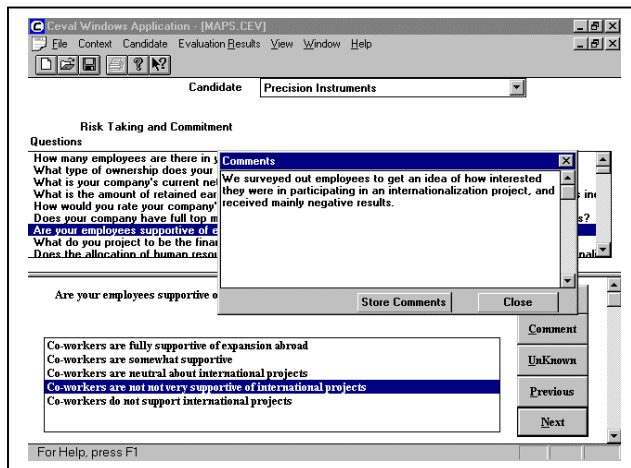 Ceval Windows Application - [MAPS.CEV]
File Context Candidate Evaluation Results View Window Help
Candidate Precision Instruments
Risk Taking and Commitment
Questions
How many employees are there in y
What type of ownership does your
What is your company's current net
What is the amount of retained ear
How would you rate your company'
Does your company have full top m s?
Are your employees supportive of e
What do you project to be the finan
Does the allocation of human resou
Comments
We surveyed out employees to get an idea of how interested
they were in participating in an internationalization project, and
received mainly negative results.
Store Comments Close
Are your employees supportive o
Co-workers are fully supportive of expansion abroad
Co-workers are somewhat supportive
Co-workers are neutral about international projects
Co-workers are not not very supportive of international projects
Co-workers do not support international projects
Comment
UnKnown
Previous
Next
For Help, press F1